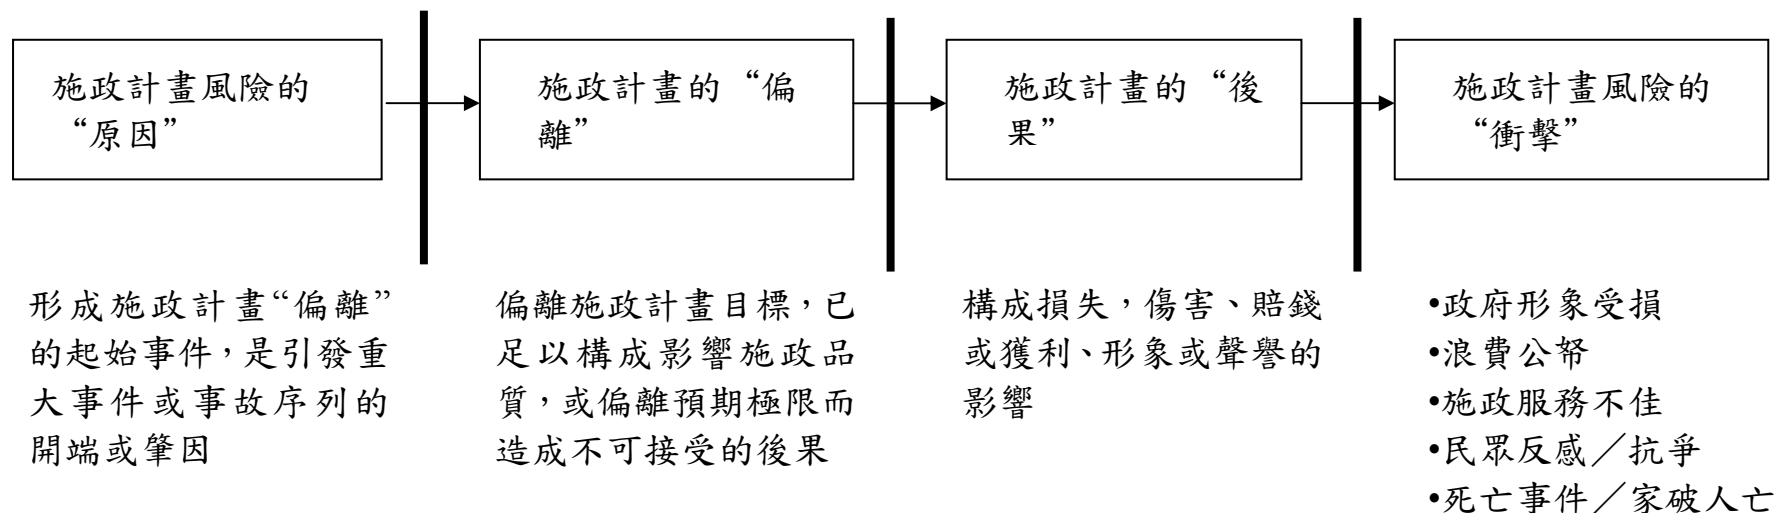 施政計畫風險的
“原因”
施政計畫的“偏
離”
施政計畫的“後
果”
施政計畫風險的
“衝擊”
形成施政計畫“偏離”
的起始事件，是引發重
大事件或事故序列的
開端或肇因
偏離施政計畫目標，已
足以構成影響施政品
質，或偏離預期極限而
造成不可接受的後果
構成損失，傷害、賠錢
或獲利、形象或聲譽的
影響
•政府形象受損
•浪費公帑
•施政服務不佳
•民眾反感／抗爭
•死亡事件／家破人亡